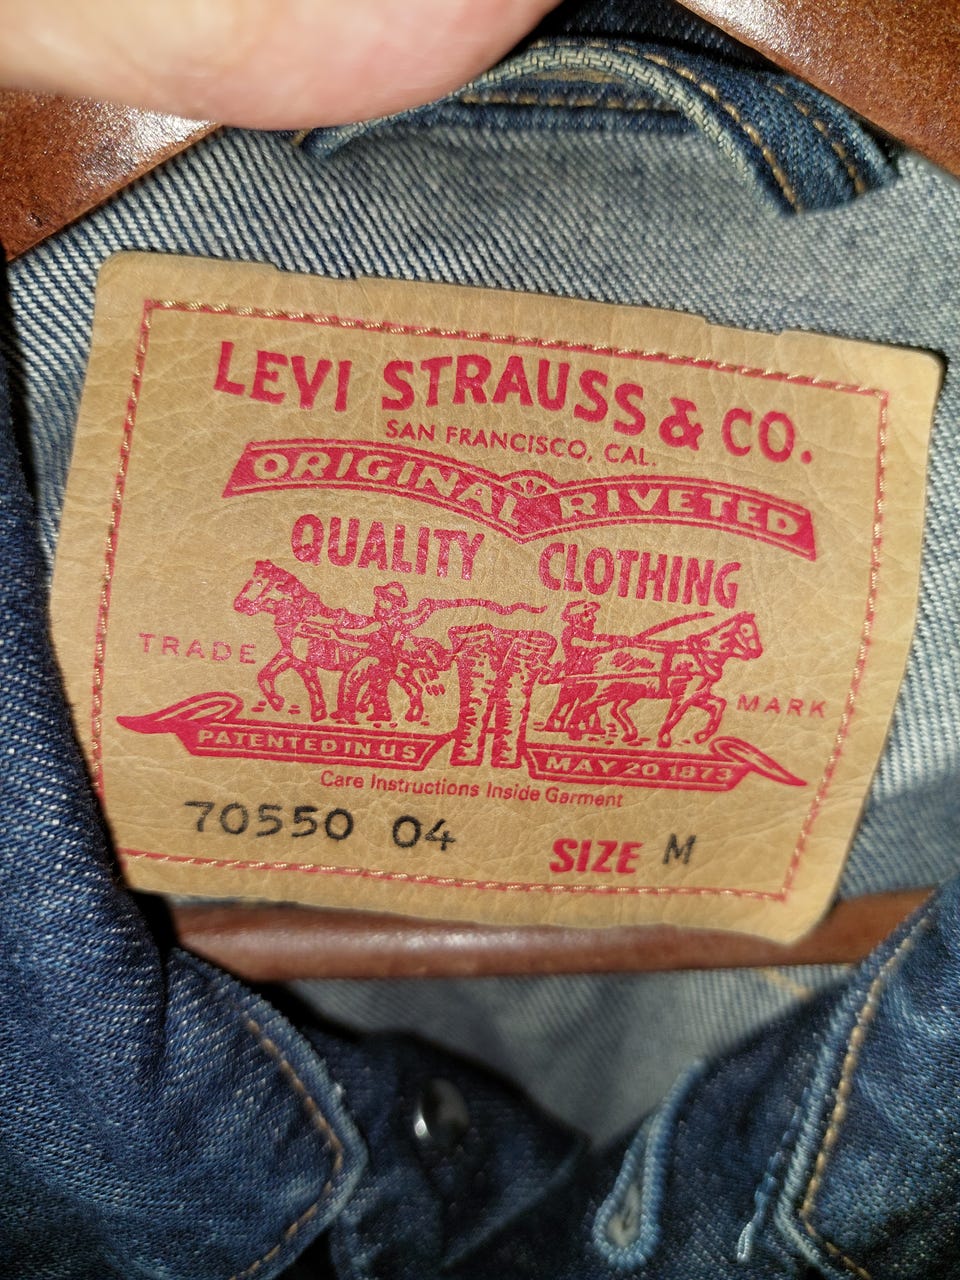 LEVI STRAUSS & CO.
SAN FRANCISCO, CAL.
ORIGINAL RIVETED
QUALITY CLOTHING
TRADE MARK
PATENTED IN US MAY 20 1873
Care Instructions Inside Garment
70550 04 SIZE M